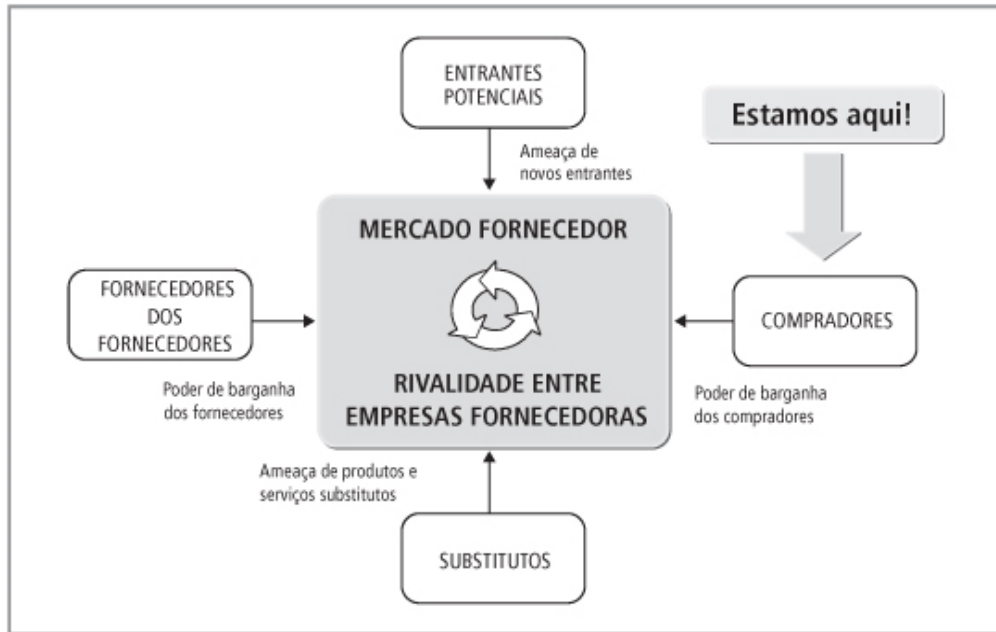 ENTRANTES
POTENCIAIS
Estamos aqui!
Ameaça de
novos entrantes
MERCADO FORNECEDOR
FORNECEDORES
DOS
FORNECEDORES
COMPRADORES
RIVALIDADE ENTRE
EMPRESAS FORNECEDORAS
Poder de barganha
dos fornecedores
Poder de barganha
dos compradores
Ameaça de produtos e
serviços substitutos
SUBSTITUTOS